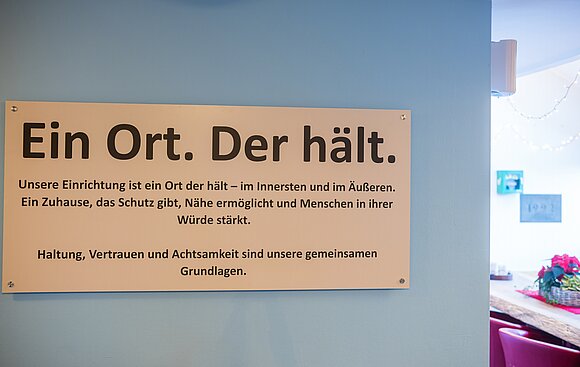 Ein Ort. Der hält.
Unsere Einrichtung ist ein Ort der hält – im Innersten und im Äußeren.
Ein Zuhause, das Schutz gibt, Nähe ermöglicht und Menschen in ihrer
Würde stärkt.
Haltung, Vertrauen und Achtsamkeit sind unsere gemeinsamen
Grundlagen.